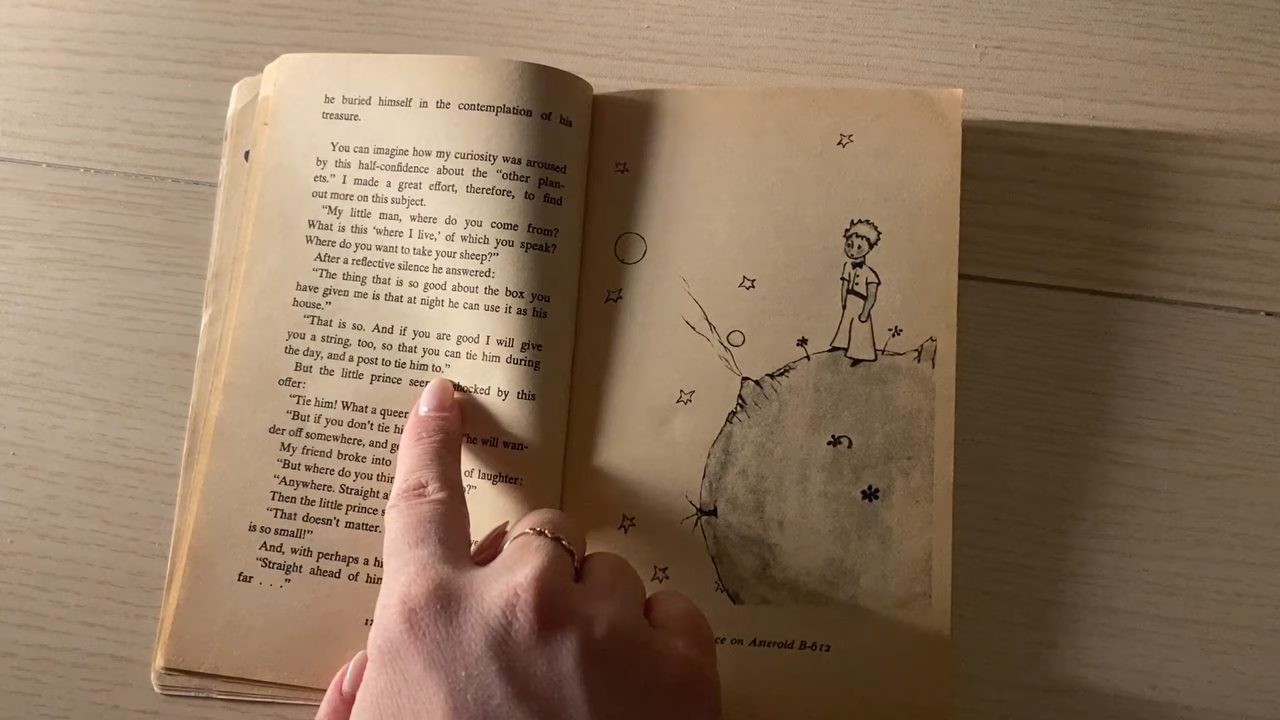 he buried himself in the contemplation of his
treasure.
You can imagine how my curiosity was aroused
by this half-confidence about the "other plan-
ets." I made a great effort, therefore, to find
out more on this subject.
"My little man, where do you come from?
What is this 'where I live,' of which you speak?
Where do you want to take your sheep?"
After a reflective silence he answered:
"The thing that is so good about the box you
have given me is that at night he can use it as his
house."
"That is so. And if you are good I will give
you a string, too, so that you can tie him during
the day, and a post to tie him to."
But the little prince shocked by this
offer:
"Tie him! What a queer
"But if you don't tie "he will wan-
der off somewhere, and
My friend broke into of laughter:
"But where do you
"Anywhere. Straight
Then the little prince
"That doesn't matter.
is so small!"
And, with perhaps a
"Straight ahead of him
far . . ."
on Asteroid B-612